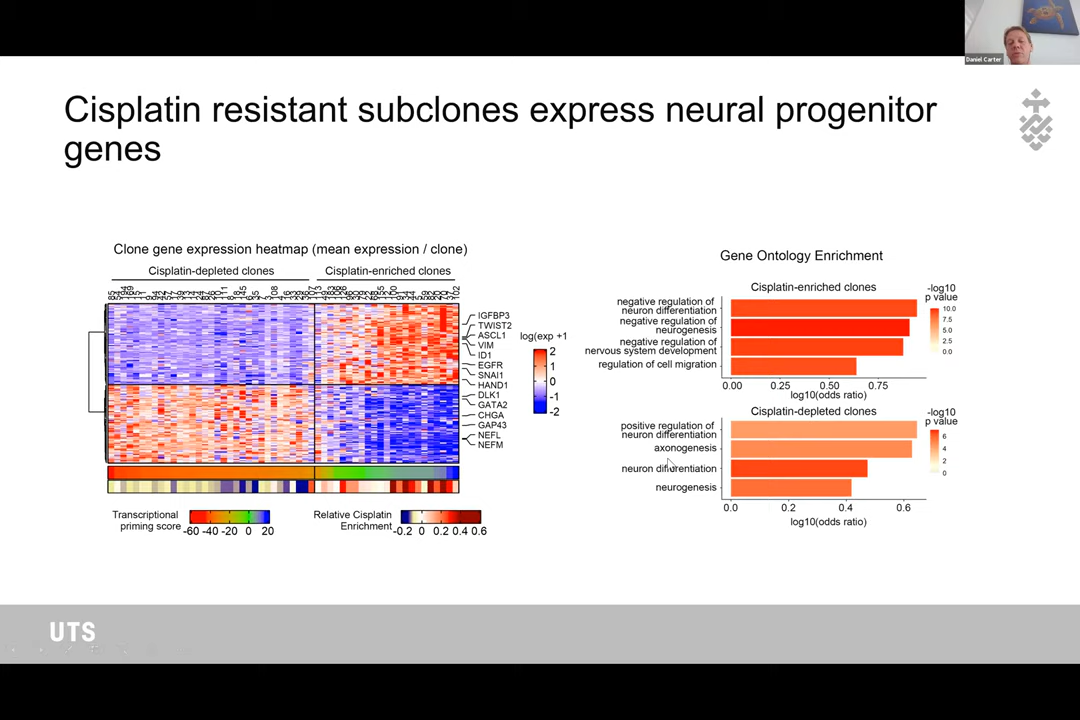 Daniel Carter
Cisplatin resistant subclones express neural progenitor
genes
Clone gene expression heatmap (mean expression / clone)
Cisplatin-depleted clones
Cisplatin-enriched clones
IGFBP3
TWIST2
ASCL1
VIM
ID1
EGFR
SNAI1
HAND1
DLK1
GATA2
CHGA
GAP43
NEFL
NEFM
log(exp +1
2
1
0
-1
-2
Transcriptional
priming score
-60 -40 -20 0 20
Relative Cisplatin
Enrichment
-0.2 0 0.2 0.4 0.6
Gene Ontology Enrichment
Cisplatin-enriched clones
negative regulation of
neuron differentiation
negative regulation of
neurogenesis
negative regulation of
nervous system development
regulation of cell migration
0.00 0.25 0.50 0.75
log10(odds ratio)
-log10
p value
10.0
7.5
5.0
2.5
0.0
Cisplatin-depleted clones
positive regulation of
neuron differentiation
axonogenesis
neuron differentiation
neurogenesis
0.0 0.2 0.4 0.6
log10(odds ratio)
-log10
p value
6
4
2
0
UTS